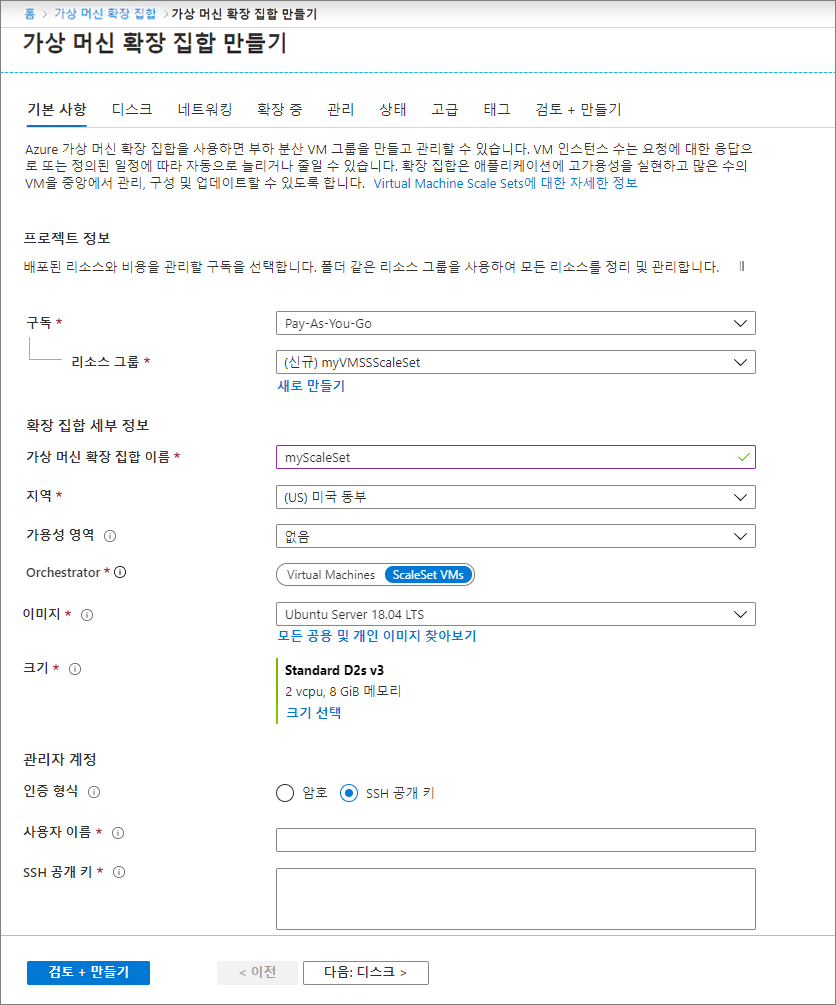 홈 > 가상 머신 확장 집합 > 가상 머신 확장 집합 만들기
가상 머신 확장 집합 만들기
기본 사항 디스크 네트워킹 확장 중 관리 상태 고급 태그 검토 + 만들기
Azure 가상 머신 확장 집합을 사용하면 부하 분산 VM 그룹을 만들고 관리할 수 있습니다. VM 인스턴스 수는 요청에 대한 응답으
로 또는 정의된 일정에 따라 자동으로 늘리거나 줄일 수 있습니다. 확장 집합은 애플리케이션에 고가용성을 실현하고 많은 수의
VM을 중앙에서 관리, 구성 및 업데이트할 수 있도록 합니다. Virtual Machine Scale Sets에 대한 자세한 정보
프로젝트 정보
배포된 리소스와 비용을 관리할 구독을 선택합니다. 폴더 같은 리소스 그룹을 사용하여 모든 리소스를 정리 및 관리합니다.
구독 * Pay-As-You-Go
리소스 그룹 * (신규) myVMSSScaleSet
새로 만들기
확장 집합 세부 정보
가상 머신 확장 집합 이름 * myScaleSet
지역 * (US) 미국 동부
가용성 영역 없음
Orchestrator * Virtual Machines ScaleSet VMs
이미지 * Ubuntu Server 18.04 LTS
모든 공용 및 개인 이미지 찾아보기
크기 * Standard D2s v3
2 vcpu, 8 GiB 메모리
크기 선택
관리자 계정
인증 형식 암호 SSH 공개 키
사용자 이름 *
SSH 공개 키 *
검토 + 만들기 < 이전 다음: 디스크 >